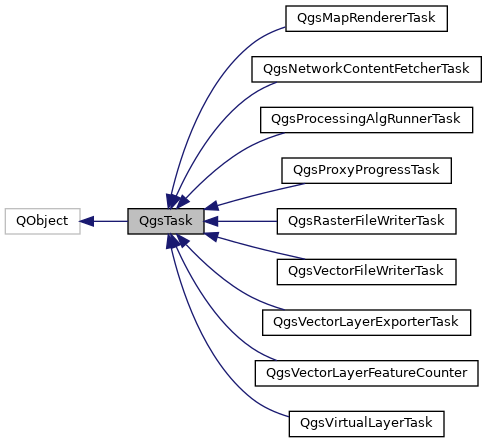 QgsMapRendererTask
QgsNetworkContentFetcherTask
QgsProcessingAlgRunnerTask
QgsProxyProgressTask
QObject
QgsTask
QgsRasterFileWriterTask
QgsVectorFileWriterTask
QgsVectorLayerExporterTask
QgsVectorLayerFeatureCounter
QgsVirtualLayerTask